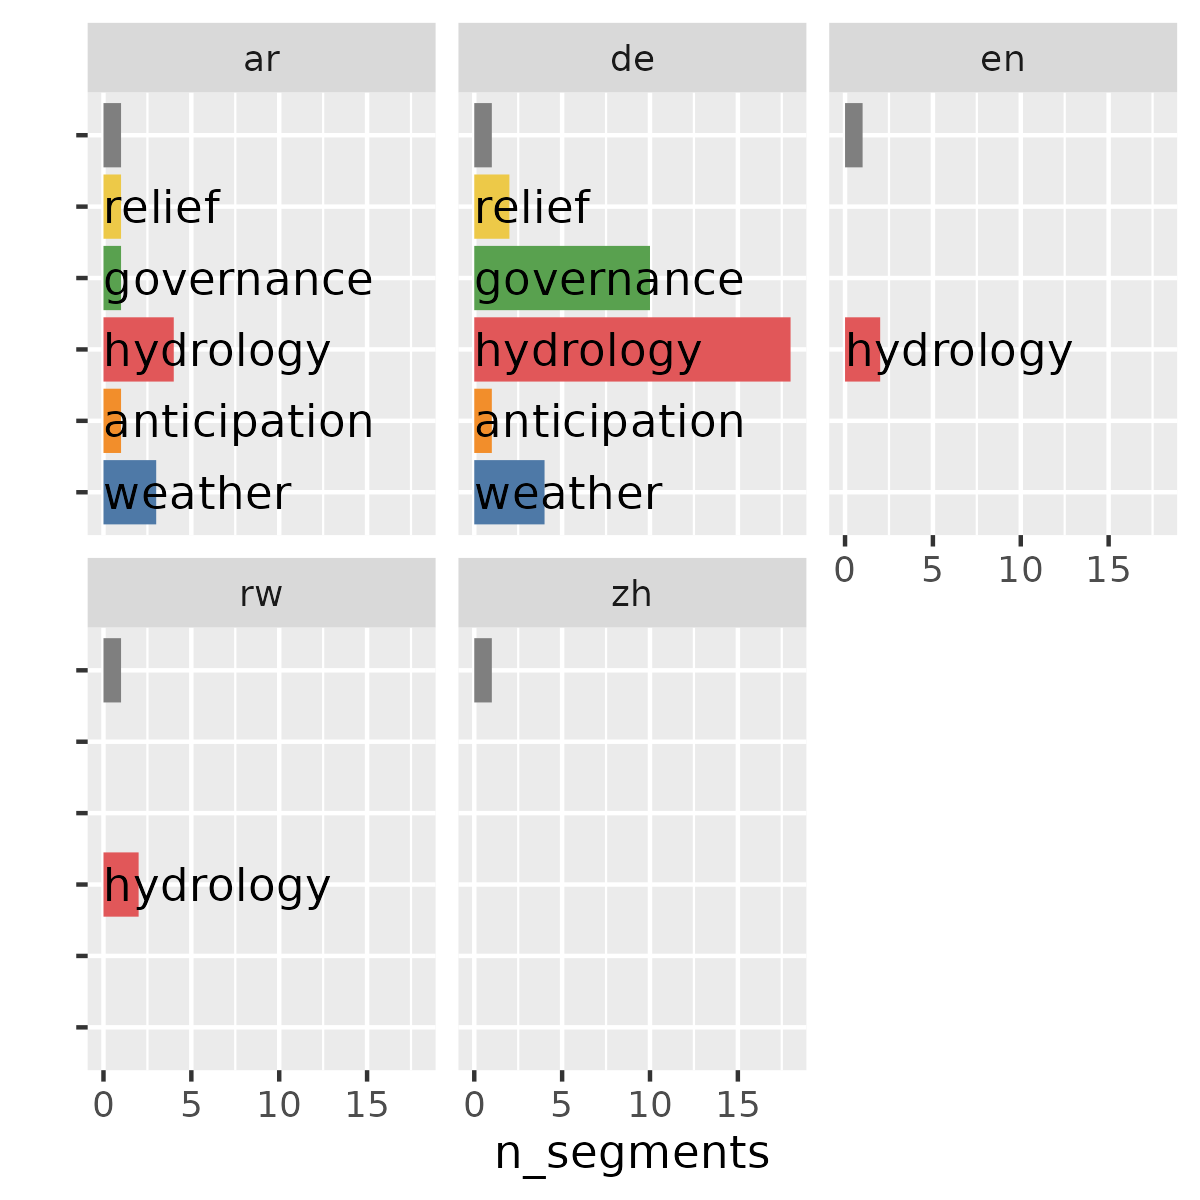 ar
de
en
relief
relief
governance
governance
hydrology
hydrology
hydrology
anticipation
anticipation
weather
weather
0 5 10 15
rw
zh
hydrology
0 5 10 15
0 5 10 15
n_segments